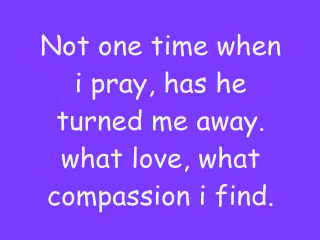 Not one time when
i pray, has he
turned me away.
what love, what
compassion i find.